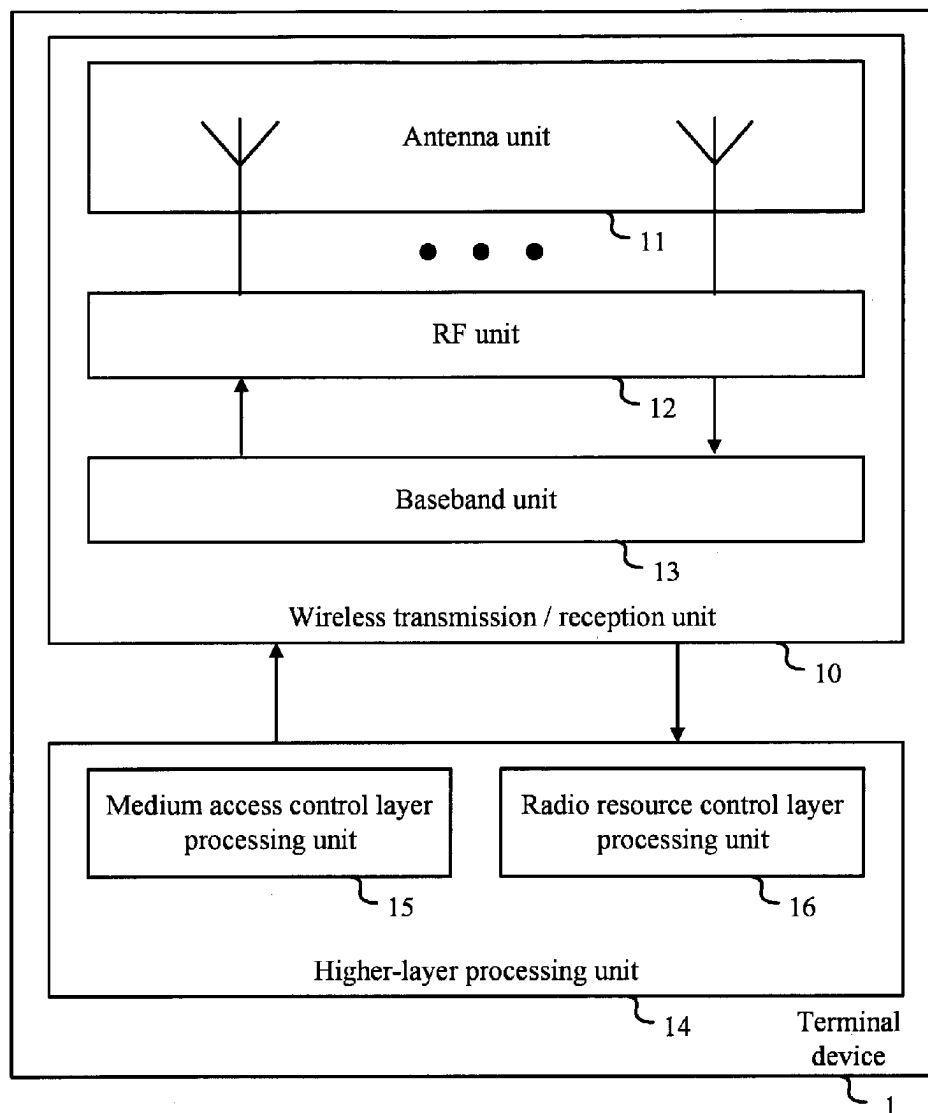 Antenna unit
11
RF unit
12
Baseband unit
13
Wireless transmission / reception unit
10
Medium access control layer
processing unit
15
Radio resource control layer
processing unit
16
Higher-layer processing unit
14
Terminal
device
1